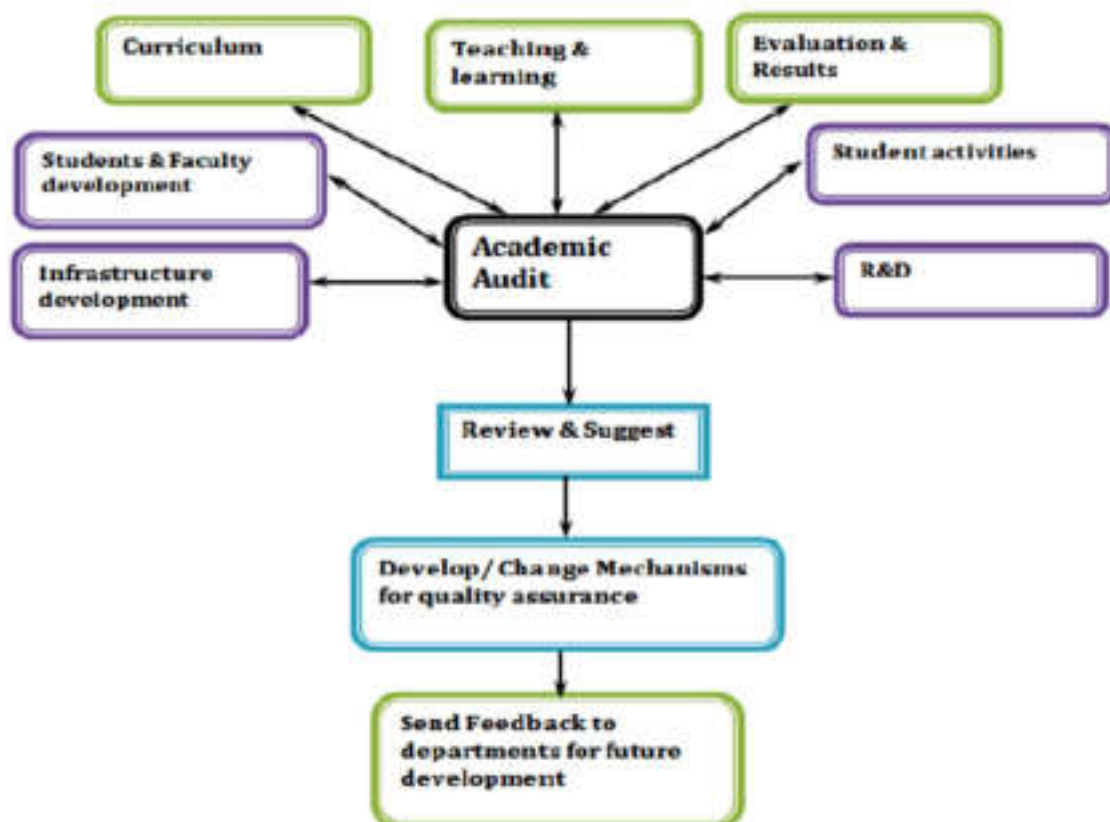 Curriculum
Teaching &
learning
Evaluation &
Results
Students & Faculty
development
Student activities
Academic
Audit
Infrastructure
development
R&D
Review & Suggest
Develop/ Change Mechanisms
for quality assurance
Send Feedback to
departments for future
development